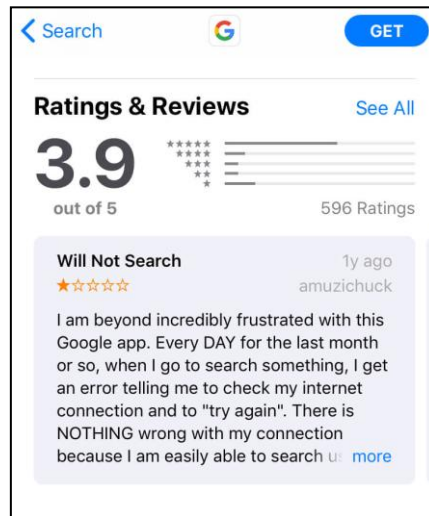 Search
GET
Ratings & Reviews
See All
3.9
out of 5
596 Ratings
Will Not Search
1y ago
amuzichuck
I am beyond incredibly frustrated with this
Google app. Every DAY for the last month
or so, when I go to search something, I get
an error telling me to check my internet
connection and to "try again". There is
NOTHING wrong with my connection
because I am easily able to search more